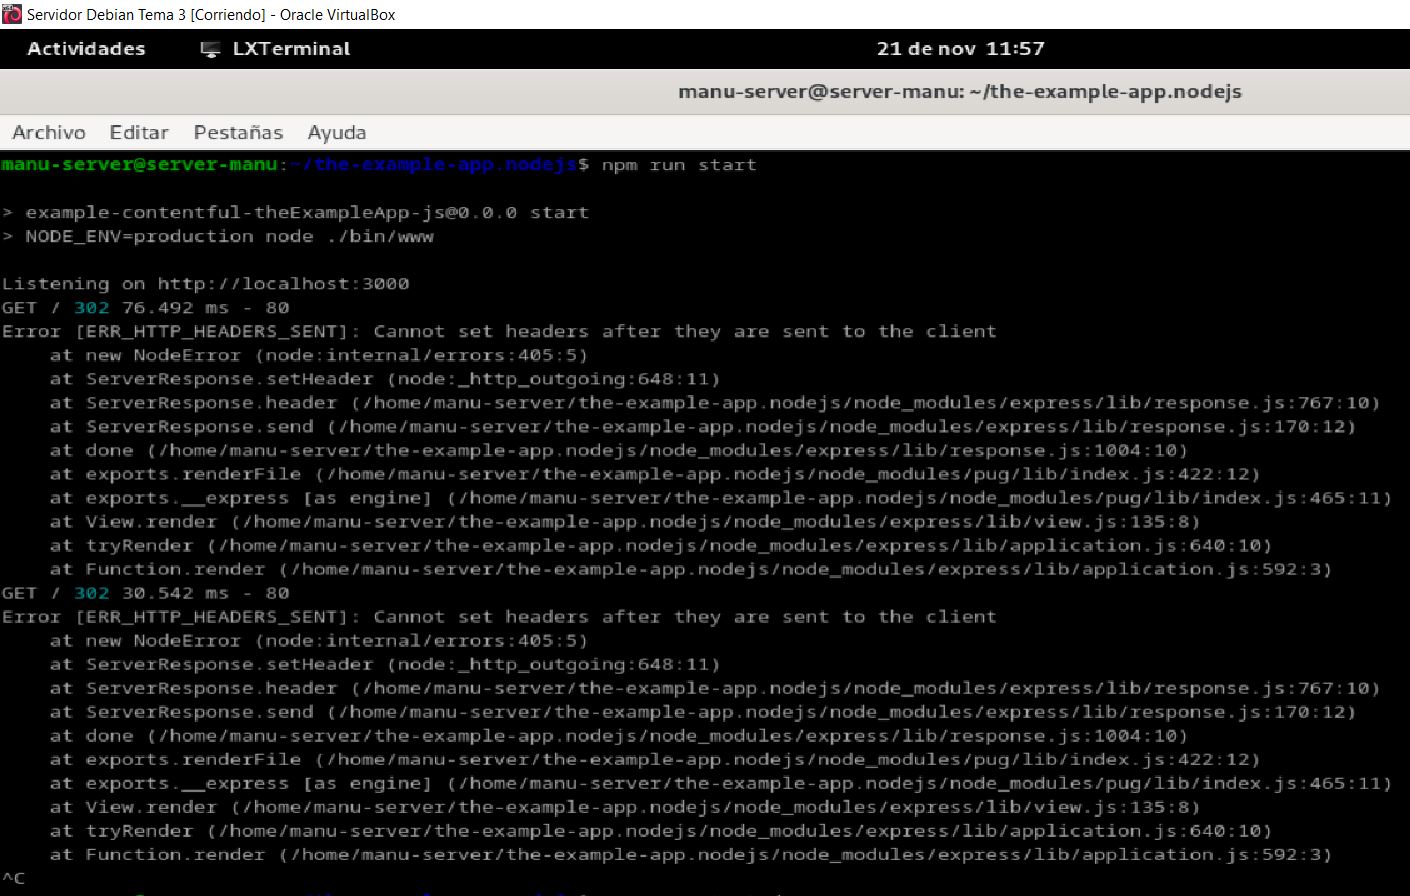 Servidor Debian Tema 3 [Corriendo] - Oracle VirtualBox
Actividades LXTerminal 21 de nov 11:57
manu-server@server-manu: ~/the-example-app.nodejs
Archivo Editar Pestañas Ayuda
manu-server@server-manu:~/the-example-app.nodejs$ npm run start
> example-contentful-theExampleApp-js@0.0.0 start
> NODE_ENV=production node ./bin/www
Listening on http://localhost:3000
GET / 302 76.492 ms - 80
Error [ERR_HTTP_HEADERS_SENT]: Cannot set headers after they are sent to the client
    at new NodeError (node:internal/errors:405:5)
    at ServerResponse.setHeader (node:_http_outgoing:648:11)
    at ServerResponse.header (/home/manu-server/the-example-app.nodejs/node_modules/express/lib/response.js:767:10)
    at ServerResponse.send (/home/manu-server/the-example-app.nodejs/node_modules/express/lib/response.js:170:12)
    at done (/home/manu-server/the-example-app.nodejs/node_modules/express/lib/response.js:1004:10)
    at exports.renderFile (/home/manu-server/the-example-app.nodejs/node_modules/pug/lib/index.js:422:12)
    at exports.__express [as engine] (/home/manu-server/the-example-app.nodejs/node_modules/pug/lib/index.js:465:11)
    at View.render (/home/manu-server/the-example-app.nodejs/node_modules/express/lib/view.js:135:8)
    at tryRender (/home/manu-server/the-example-app.nodejs/node_modules/express/lib/application.js:640:10)
    at Function.render (/home/manu-server/the-example-app.nodejs/node_modules/express/lib/application.js:592:3)
GET / 302 30.542 ms - 80
Error [ERR_HTTP_HEADERS_SENT]: Cannot set headers after they are sent to the client
    at new NodeError (node:internal/errors:405:5)
    at ServerResponse.setHeader (node:_http_outgoing:648:11)
    at ServerResponse.header (/home/manu-server/the-example-app.nodejs/node_modules/express/lib/response.js:767:10)
    at ServerResponse.send (/home/manu-server/the-example-app.nodejs/node_modules/express/lib/response.js:170:12)
    at done (/home/manu-server/the-example-app.nodejs/node_modules/express/lib/response.js:1004:10)
    at exports.renderFile (/home/manu-server/the-example-app.nodejs/node_modules/pug/lib/index.js:422:12)
    at exports.__express [as engine] (/home/manu-server/the-example-app.nodejs/node_modules/pug/lib/index.js:465:11)
    at View.render (/home/manu-server/the-example-app.nodejs/node_modules/express/lib/view.js:135:8)
    at tryRender (/home/manu-server/the-example-app.nodejs/node_modules/express/lib/application.js:640:10)
    at Function.render (/home/manu-server/the-example-app.nodejs/node_modules/express/lib/application.js:592:3)
^C